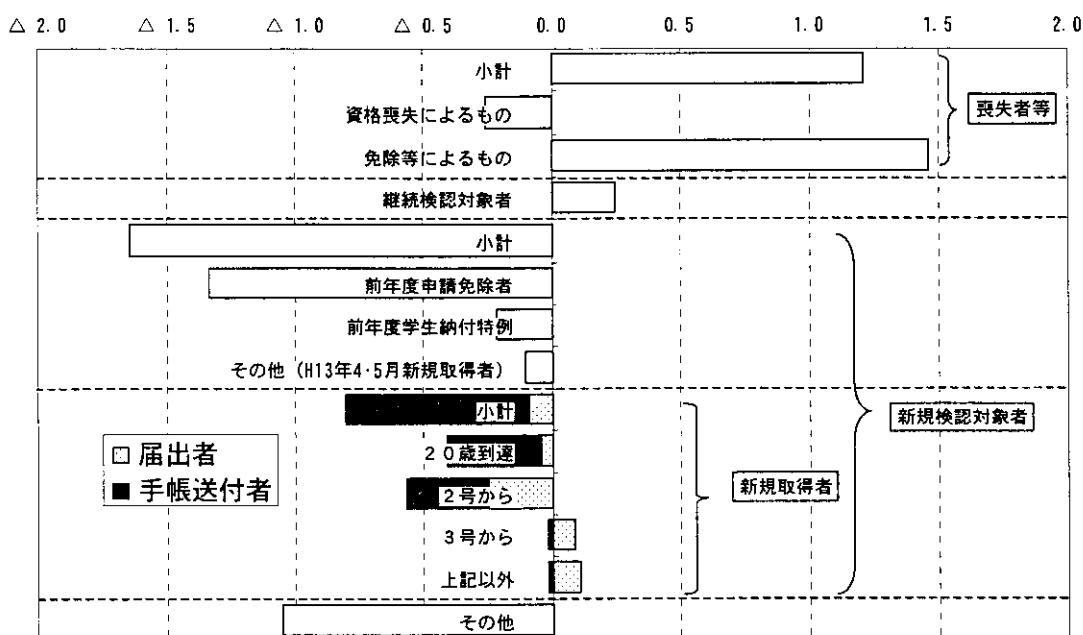 △ 2.0 △ 1.5 △ 1.0 △ 0.5 0.0 0.5 1.0 1.5 2.0
小計
資格喪失によるもの
免除等によるもの
喪失者等
継続検認対象者
小計
前年度申請免除者
前年度学生納付特例
その他（H13年4・5月新規取得者）
小計
20歳到達
2号から
3号から
上記以外
その他
新規検認対象者
新規取得者
届出者
手帳送付者